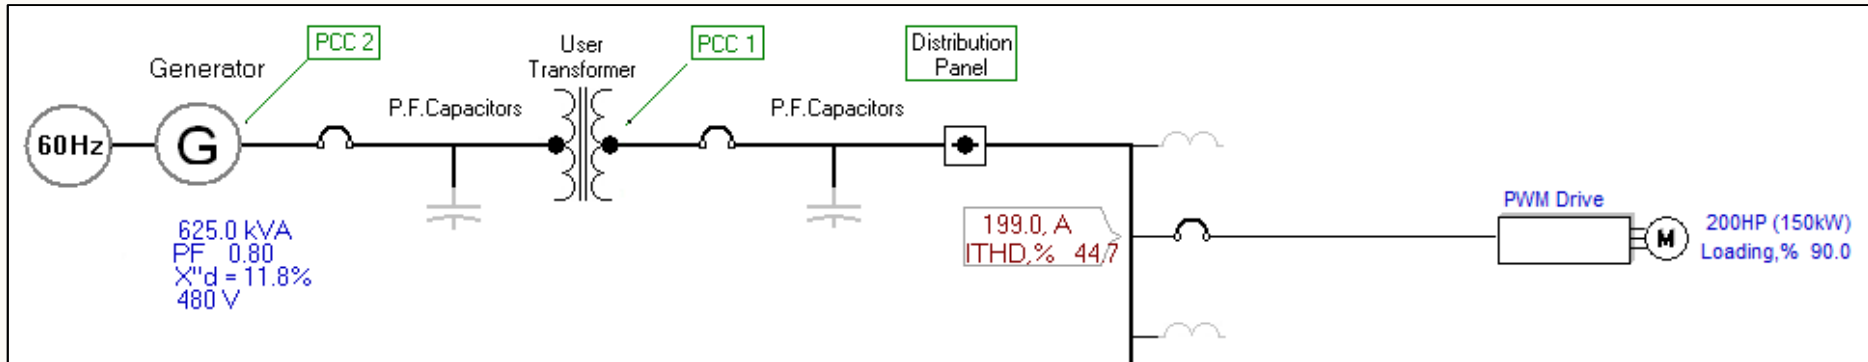 PCC 2
User
Transformer
PCC 1
Distribution
Panel
Generator
P.F.Capacitors
P.F.Capacitors
60Hz
G
625.0 kVA
PF 0.80
X"d = 11.8%
480 V
199.0, A
ITHD,% 44/7
PWM Drive
M
200HP (150kW)
Loading,% 90.0